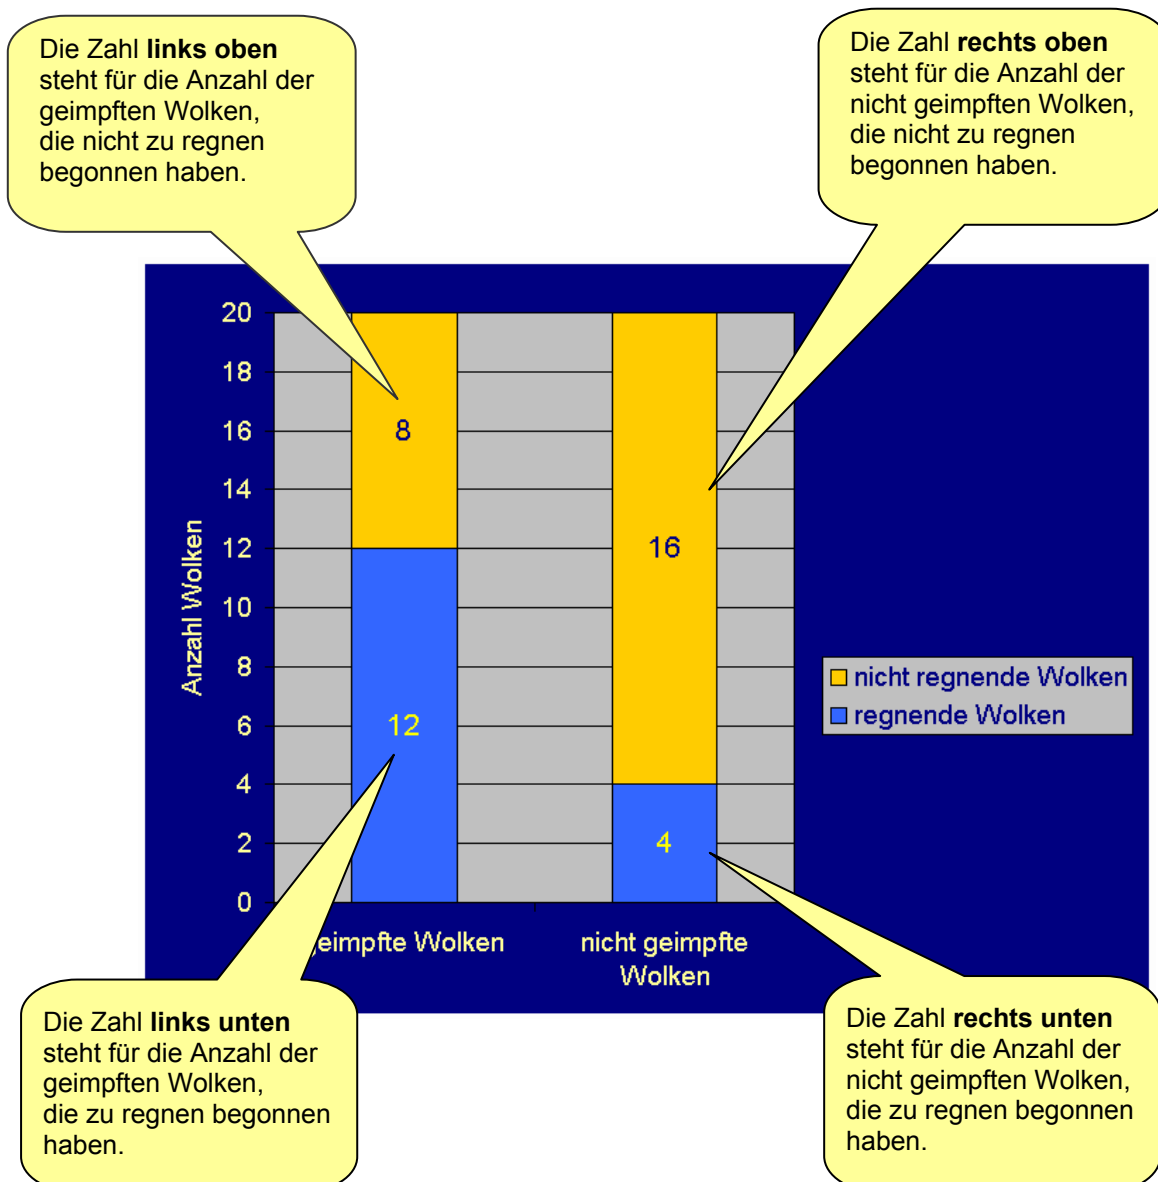 Die Zahl links oben
steht für die Anzahl der
geimpften Wolken,
die nicht zu regnen
begonnen haben.
Die Zahl rechts oben
steht für die Anzahl der
nicht geimpften Wolken,
die nicht zu regnen
begonnen haben.
Anzahl Wolken
20
18
16
14
12
10
8
6
4
2
0
8
12
16
4
geimpfte Wolken
nicht geimpfte
Wolken
nicht regnende Wolken
regnende Wolken
Die Zahl links unten
steht für die Anzahl der
geimpften Wolken,
die zu regnen begonnen
haben.
Die Zahl rechts unten
steht für die Anzahl der
nicht geimpften Wolken,
die zu regnen begonnen
haben.